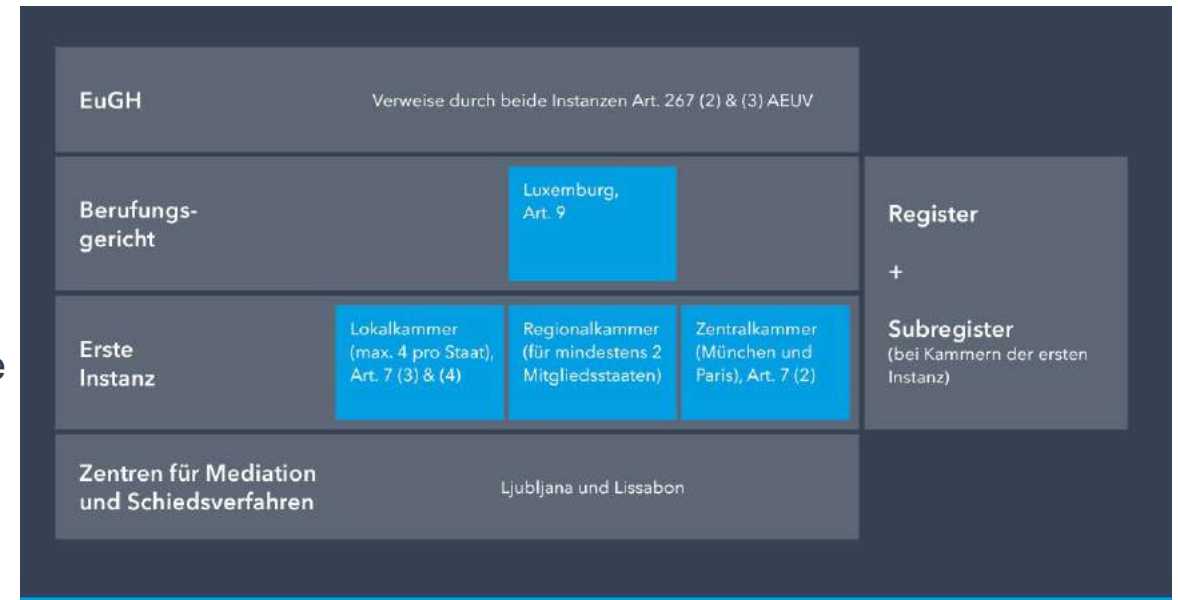 EuGH
Verweise durch beide Instanzen Art. 267 (2) & (3) AEUV
Berufungs-
gericht
Luxemburg,
Art. 9
Register
+
Subregister
(bei Kammern der ersten
Instanz)
Erste
Instanz
Lokalkammer
(max. 4 pro Staat),
Art. 7 (3) & (4)
Regionalkammer
(für mindestens 2
Mitgliedsstaaten)
Zentralkammer
(München und
Paris), Art. 7 (2)
e
Zentren für Mediation
und Schiedsverfahren
Ljubljana und Lissabon